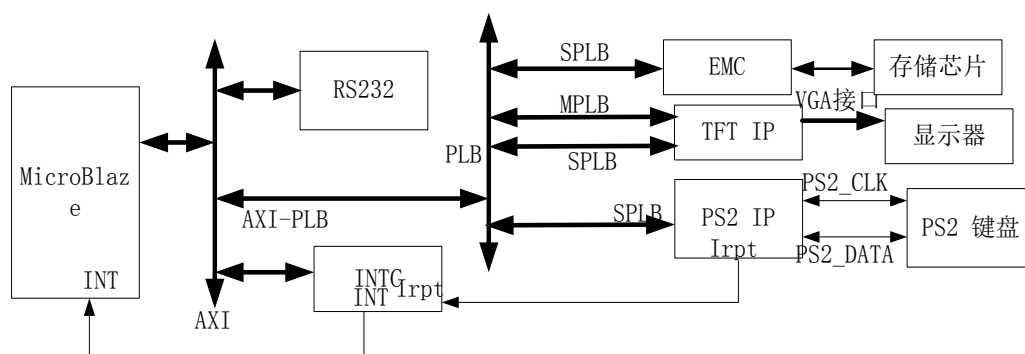 SPLB
EMC
存储芯片
RS232
MPLB
VGA接口
TFT IP
显示器
PLB
SPLB
MicroBlaz
e
PS2_CLK
SPLB
PS2 IP
PS2 键盘
AXI-PLB
Irpt
PS2_DATA
INT
INTC
Irpt
INT
AXI